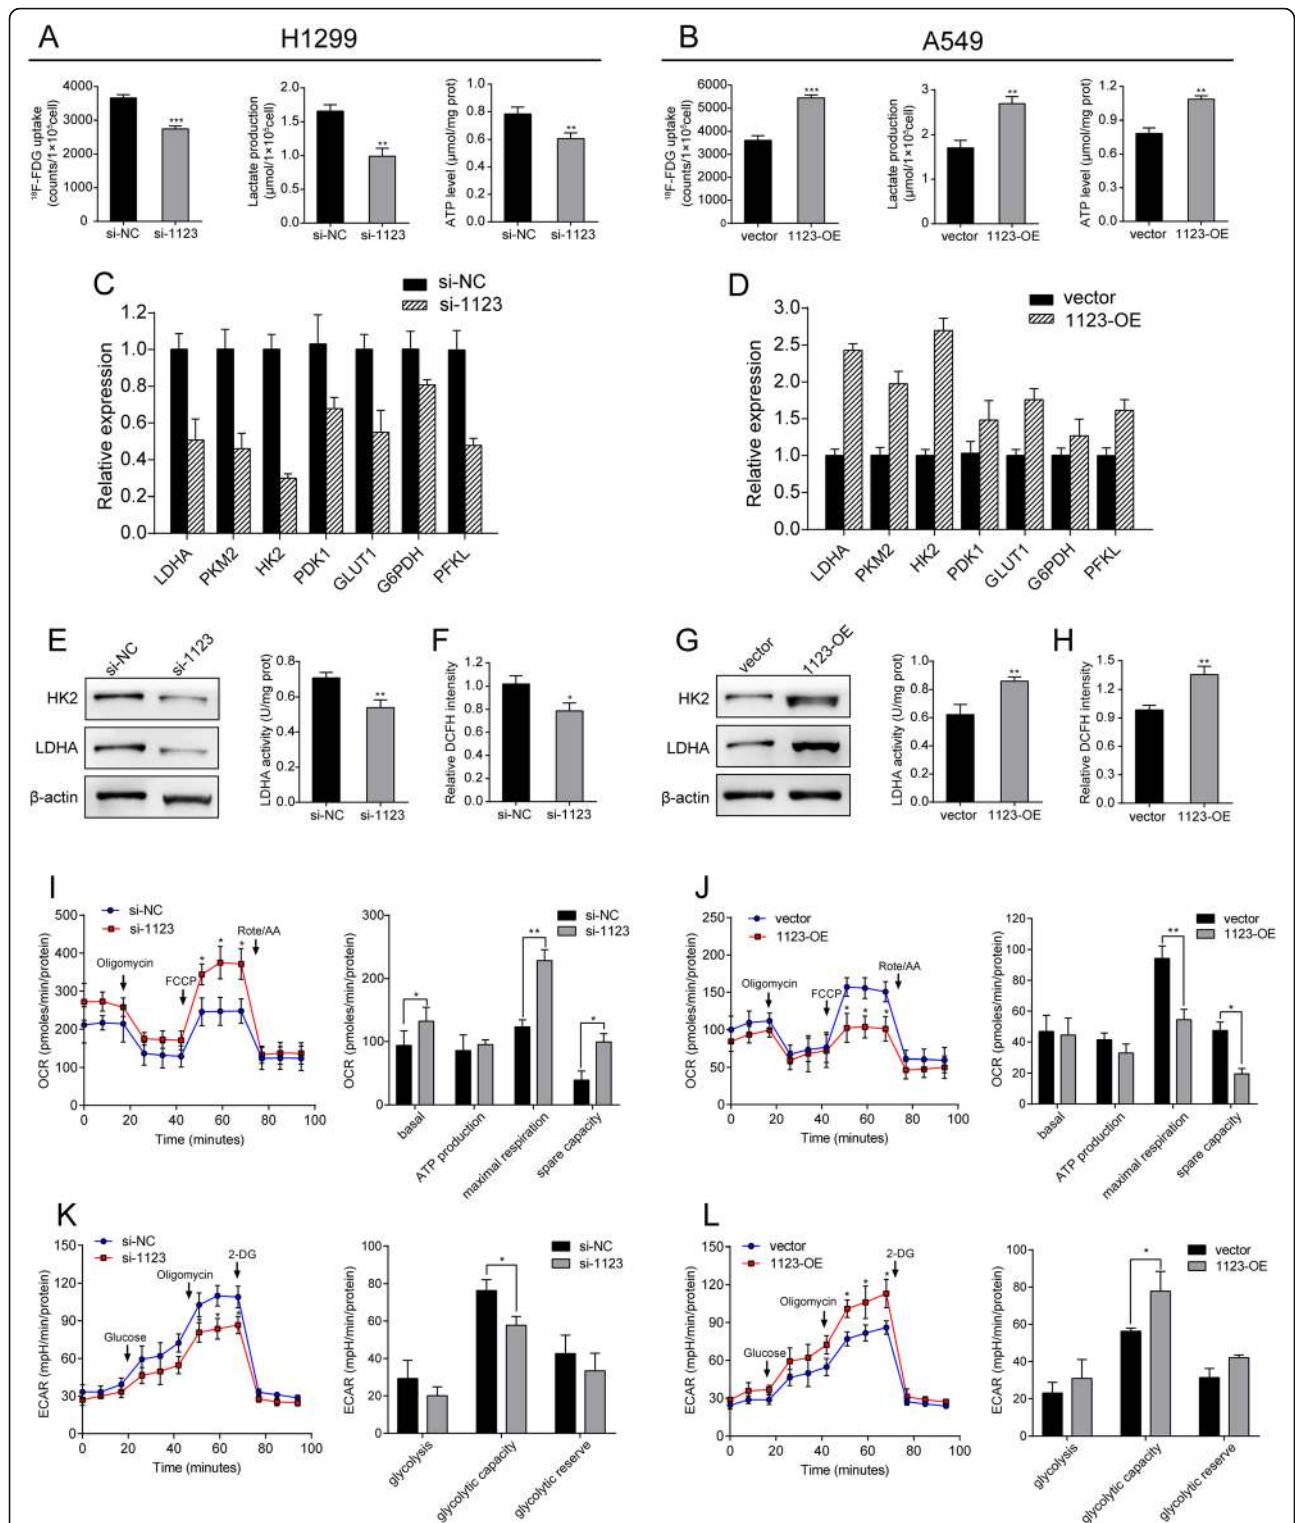 A
H1299
B
A549
¹⁸F-FDG uptake
(counts/1×10⁵cell)
4000
3000
2000
1000
0
***
si-NC
si-1123
Lactate production
(μmol/1×10⁵cell)
2.0
1.5
1.0
0.5
0.0
**
si-NC
si-1123
ATP level (μmol/mg prot)
1.0
0.8
0.6
0.4
0.2
0.0
**
si-NC
si-1123
¹⁸F-FDG uptake
(counts/1×10⁵cell)
6000
5000
4000
3000
2000
1000
0
***
vector
1123-OE
Lactate production
(μmol/1×10⁵cell)
3
2
1
0
**
vector
1123-OE
ATP level (μmol/mg prot)
1.2
0.9
0.6
0.3
0.0
**
vector
1123-OE
C
si-NC
si-1123
Relative expression
1.2
1.0
0.8
0.6
0.4
0.2
0.0
LDHA
PKM2
HK2
PDK1
GLUT1
G6PDH
PFKL
D
vector
1123-OE
Relative expression
3.0
2.5
2.0
1.5
1.0
0.5
0.0
LDHA
PKM2
HK2
PDK1
GLUT1
G6PDH
PFKL
E
si-NC
si-1123
HK2
LDHA
β-actin
LDHA activity (U/mg prot)
0.8
0.6
0.4
0.2
0.0
**
si-NC
si-1123
F
Relative DCFH intensity
1.2
1.0
0.8
0.6
0.4
0.2
0.0
*
si-NC
si-1123
G
vector
1123-OE
HK2
LDHA
β-actin
LDHA activity (U/mg prot)
1.0
0.8
0.6
0.4
0.2
0.0
**
vector
1123-OE
H
Relative DCFH intensity
1.5
1.2
0.9
0.6
0.3
0.0
**
vector
1123-OE
I
si-NC
si-1123
OCR (pmoles/min/protein)
500
400
300
200
100
0
Oligomycin
FCCP
Rote/AA
* * *
0 20 40 60 80 100
Time (minutes)
si-NC
si-1123
OCR (pmoles/min/protein)
300
200
100
0
*
**
*
basal
ATP production
maximal respiration
spare capacity
J
vector
1123-OE
OCR (pmoles/min/protein)
250
200
150
100
50
0
Oligomycin
FCCP
Rote/AA
* * *
0 20 40 60 80 100
Time (minutes)
vector
1123-OE
OCR (pmoles/min/protein)
120
100
80
60
40
20
0
**
*
basal
ATP production
maximal respiration
spare capacity
K
si-NC
si-1123
ECAR (mpH/min/protein)
150
120
90
60
30
0
Glucose
Oligomycin
2-DG
* * *
0 20 40 60 80 100
Time (minutes)
si-NC
si-1123
ECAR (mpH/min/protein)
100
80
60
40
20
0
*
glycolysis
glycolytic capacity
glycolytic reserve
L
vector
1123-OE
ECAR (mpH/min/protein)
150
120
90
60
30
0
Glucose
Oligomycin
2-DG
* * *
0 20 40 60 80 100
Time (minutes)
vector
1123-OE
ECAR (mpH/min/protein)
100
80
60
40
20
0
*
glycolysis
glycolytic capacity
glycolytic reserve